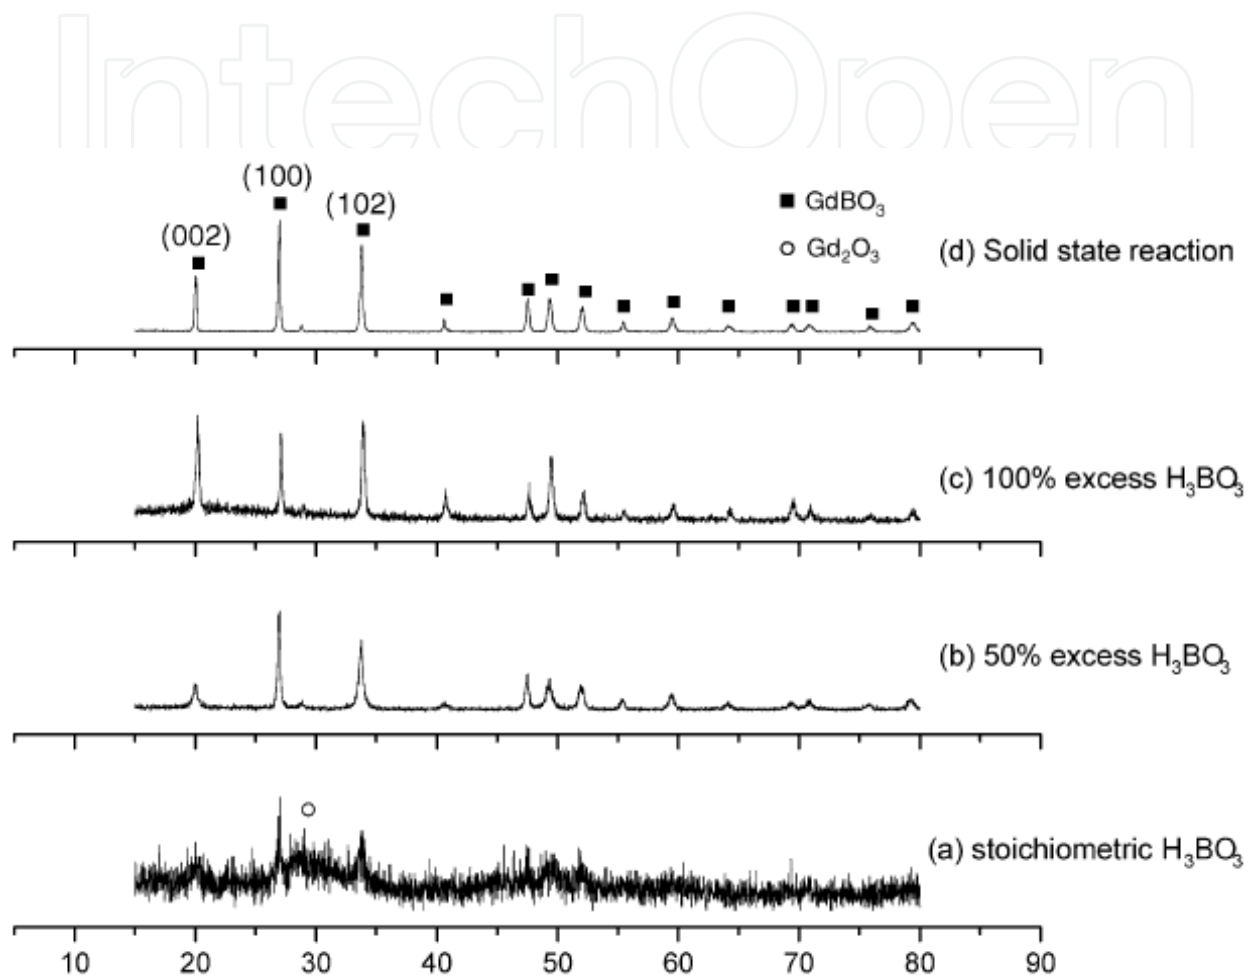 IntechOpen
(100)
(102)
(002)
■ GdBO₃
○ Gd₂O₃
(d) Solid state reaction
(c) 100% excess H₃BO₃
(b) 50% excess H₃BO₃
(a) stoichiometric H₃BO₃
10 20 30 40 50 60 70 80 90